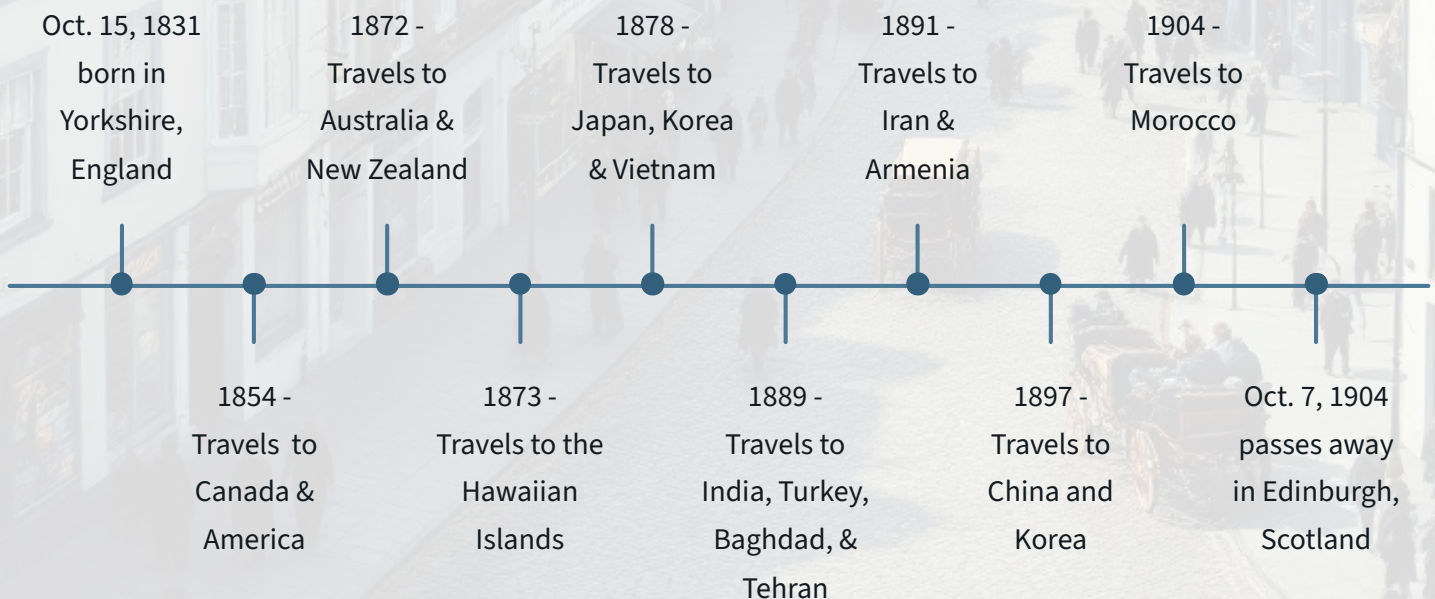 Oct. 15, 1831
born in
Yorkshire,
England
1854 -
Travels  to
Canada &
America
1872 -
Travels to
Australia &
New Zealand
1873 -
Travels to the
Hawaiian
Islands
1878 -
Travels to
Japan, Korea
& Vietnam
1889 -
Travels to
India, Turkey,
Baghdad, &
Tehran
1891 -
Travels to
Iran &
Armenia
1897 -
Travels to
China and
Korea
1904 -
Travels to
Morocco
Oct. 7, 1904
passes away
in Edinburgh,
Scotland